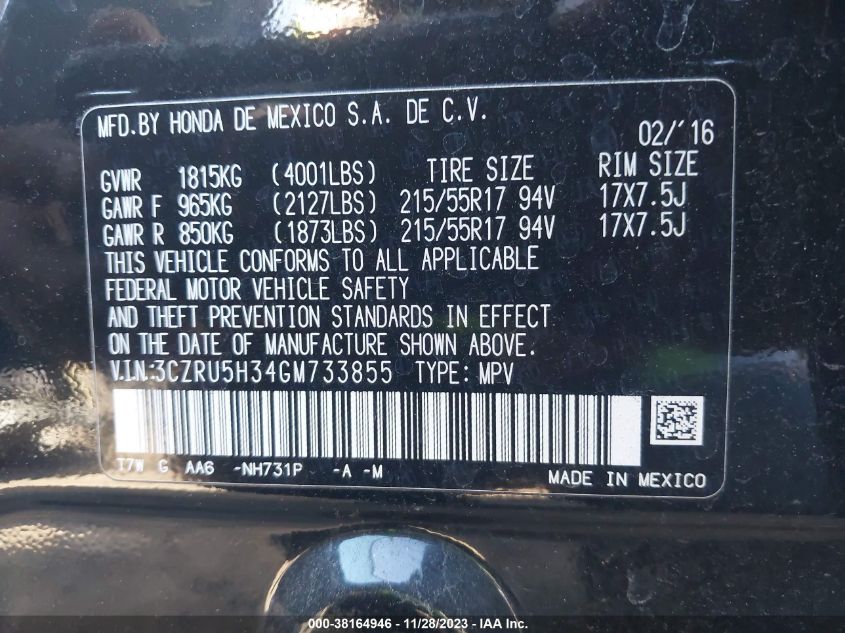 MFD.BY HONDA DE MEXICO S.A. DE C.V.
02/'16
GVWR 1815KG (4001LBS) TIRE SIZE RIM SIZE
GAWR F 965KG (2127LBS) 215/55R17 94V 17X7.5J
GAWR R 850KG (1873LBS) 215/55R17 94V 17X7.5J
THIS VEHICLE CONFORMS TO ALL APPLICABLE
FEDERAL MOTOR VEHICLE SAFETY
AND THEFT PREVENTION STANDARDS IN EFFECT
ON THE DATE OF MANUFACTURE SHOWN ABOVE.
V.I.N.:3CZRU5H34GM733855 TYPE: MPV
T7W G AA6 -NH731P -A -M MADE IN MEXICO
000-38164946 - 11/28/2023 - IAA Inc.